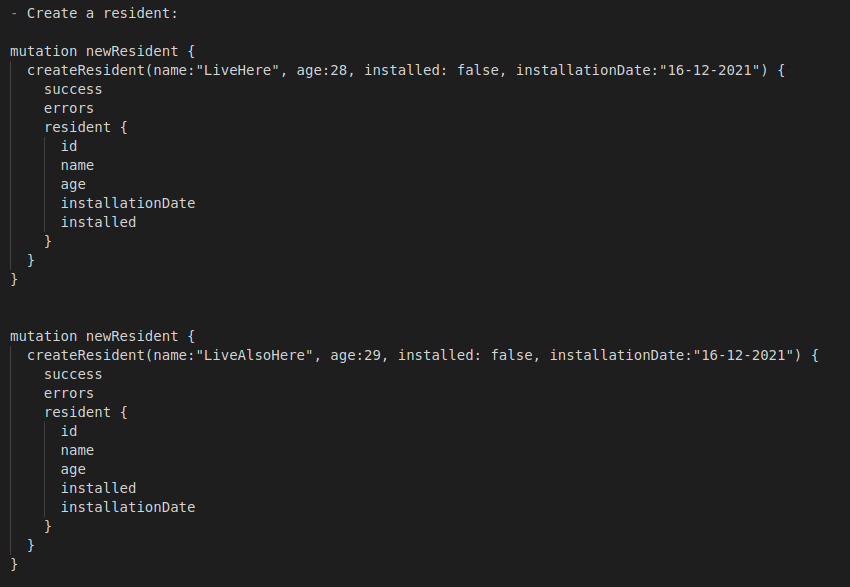 - Create a resident:
mutation newResident {
createResident(name:"LiveHere", age:28, installed: false, installationDate:"16-12-2021") {
success
errors
resident {
id
name
age
installationDate
installed
}
}
}
mutation newResident {
createResident(name:"LiveAlsoHere", age:29, installed: false, installationDate:"16-12-2021") {
success
errors
resident {
id
name
age
installed
installationDate
}
}
}